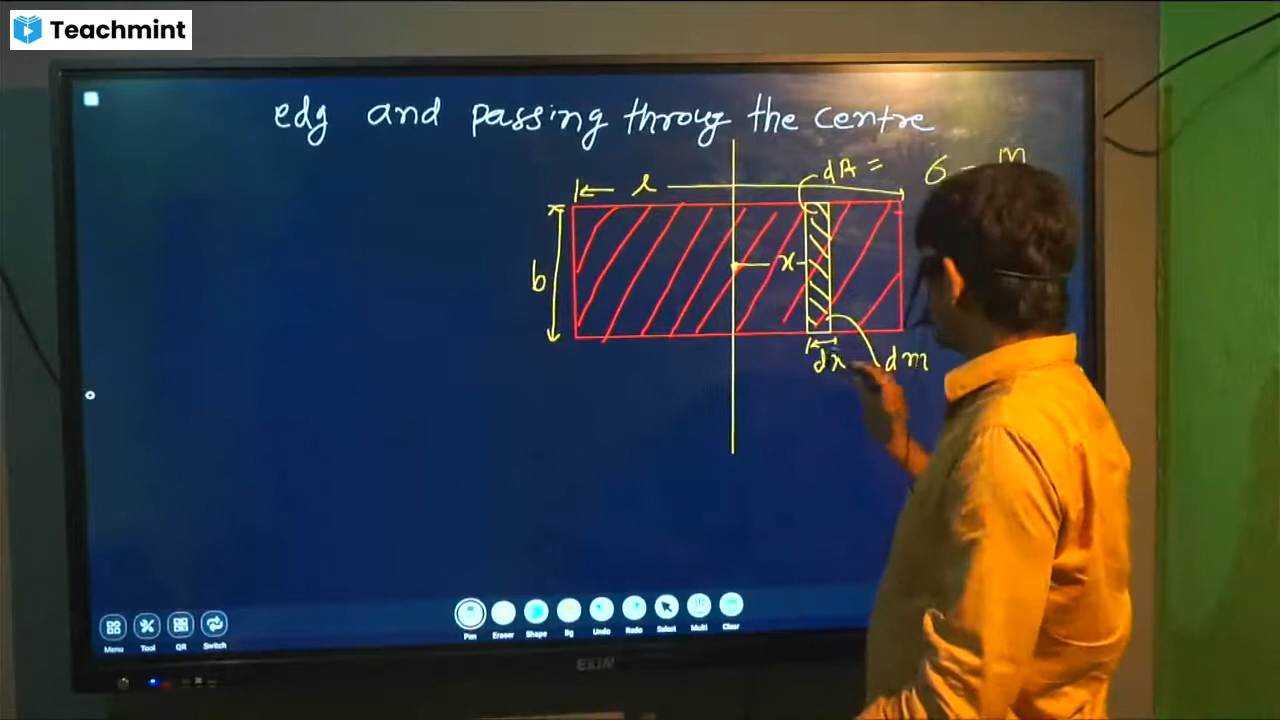 Teachmint
edg and passing throug the centre
l
dA = σ = M
b
x
dx dm
Menu Tool QR Switch
Pen Eraser Shape Bg Undo Redo Select Multi Clear
EKIN